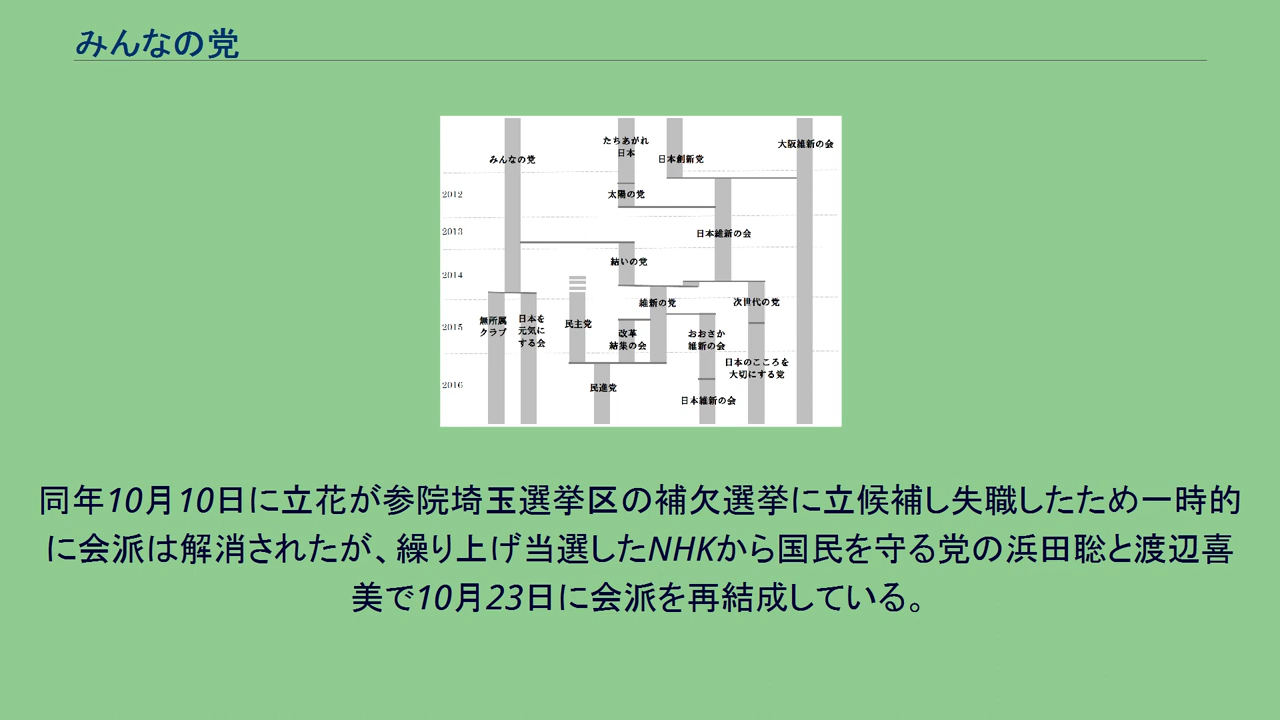 みんなの党
たちあがれ
日本
みんなの党
日本創新党
大阪維新の会
2012
太陽の党
2013
日本維新の会
結いの党
2014
維新の党
次世代の党
無所属
クラブ
日本を
元気に
する会
民主党
2015
改革
結集の会
おおさか
維新の会
日本のこころを
大切にする党
2016
民進党
日本維新の会
同年10月10日に立花が参院埼玉選挙区の補欠選挙に立候補し失職したため一時的
に会派は解消されたが、繰り上げ当選したNHKから国民を守る党の浜田聡と渡辺喜
美で10月23日に会派を再結成している。